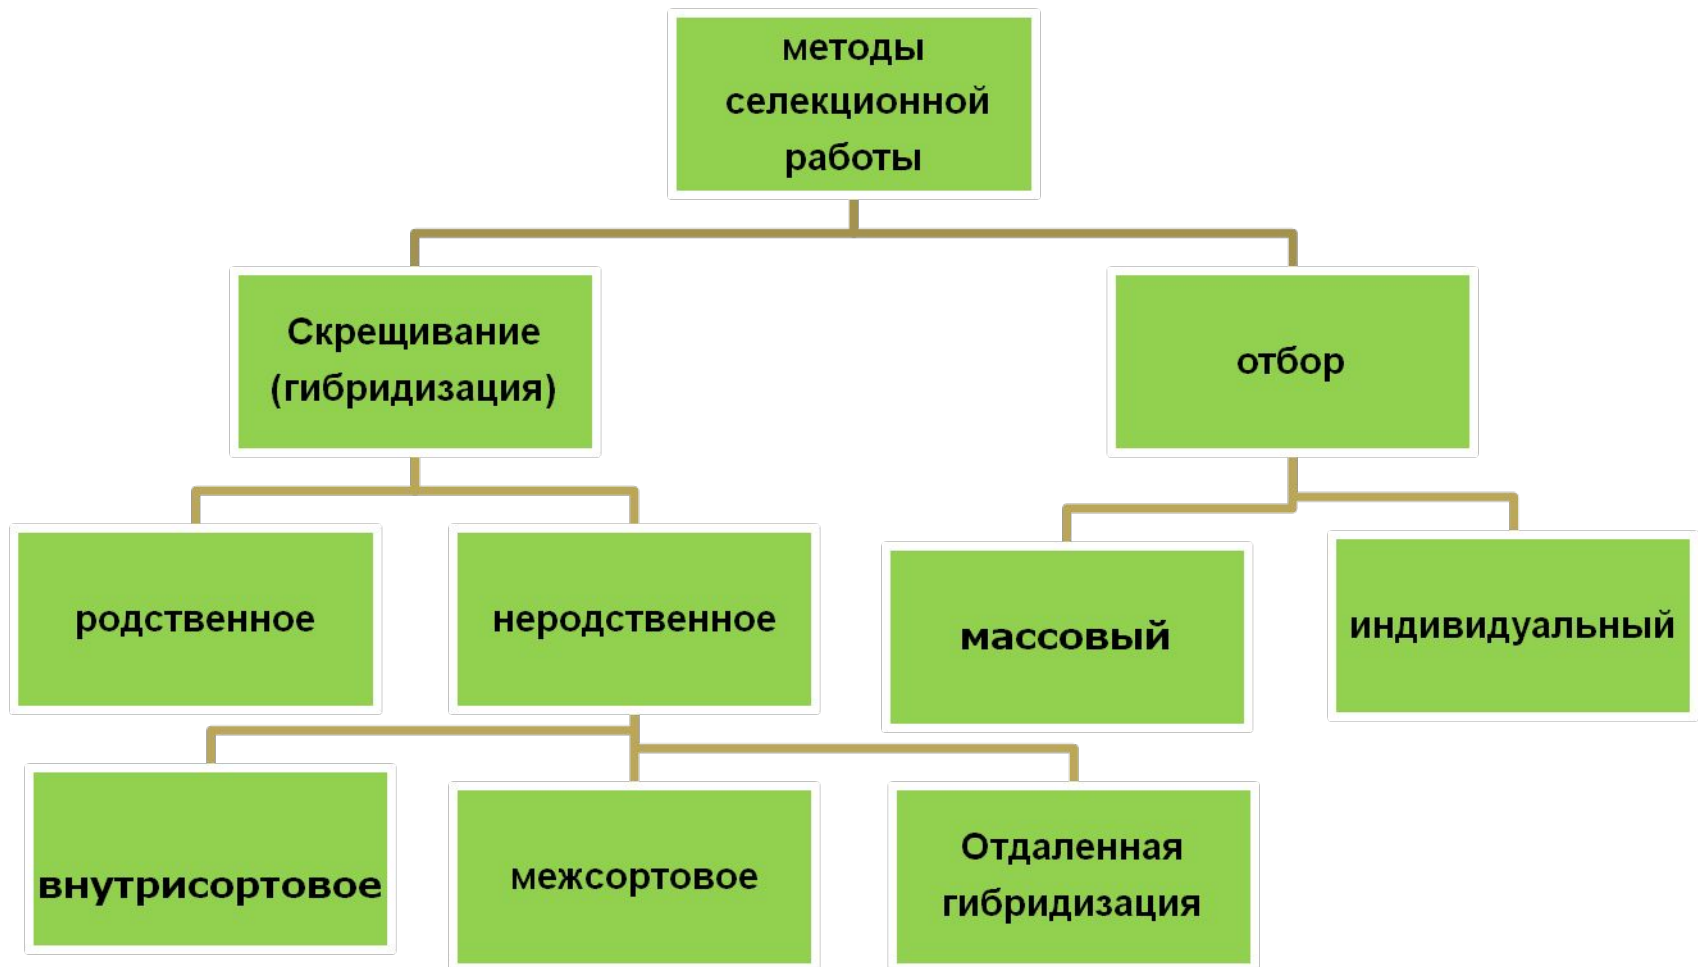 методы
селекционной
работы
Скрещивание
(гибридизация)
отбор
родственное
неродственное
массовый
индивидуальный
внутрисортовое
межсортовое
Отдаленная
гибридизация